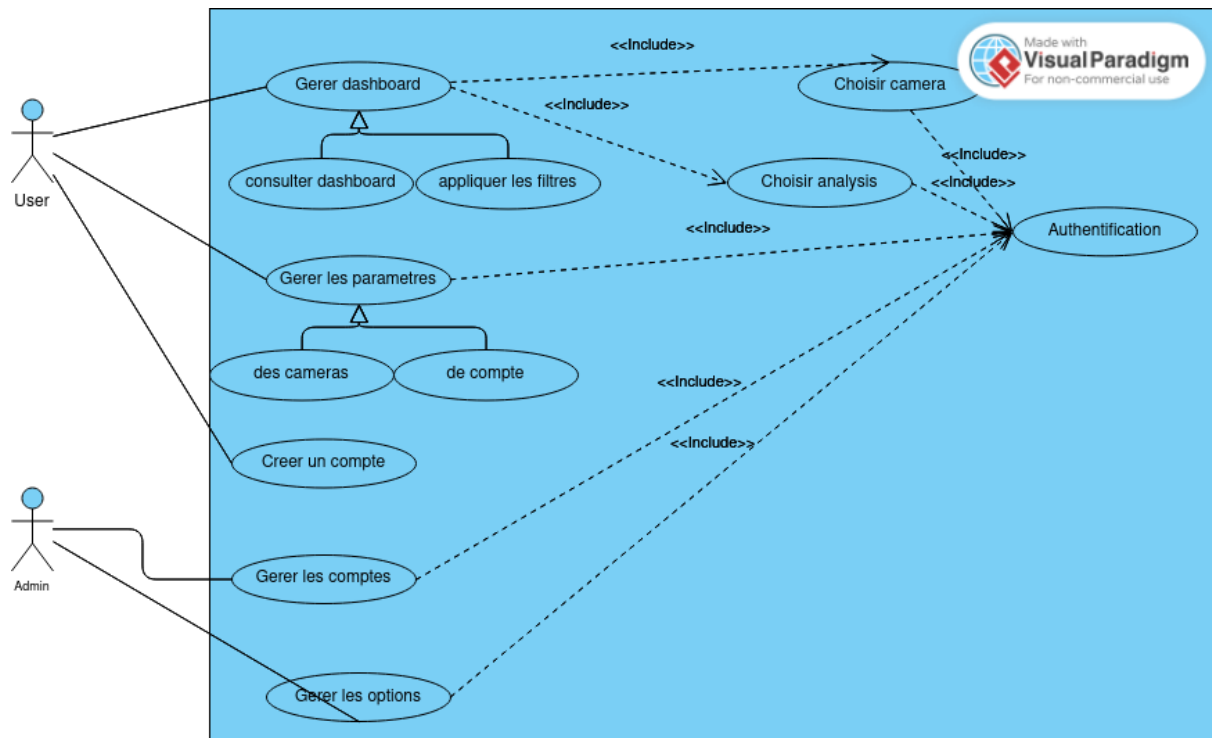 <<Include>>
Made with
Visual Paradigm
For non-commercial use
Gerer dashboard
Choisir camera
<<Include>>
<<Include>>
consulter dashboard
appliquer les filtres
Choisir analysis
<<Include>>
User
<<Include>>
Authentification
Gerer les parametres
des cameras
de compte
<<Include>>
<<Include>>
Creer un compte
Admin
Gerer les comptes
Gerer les options